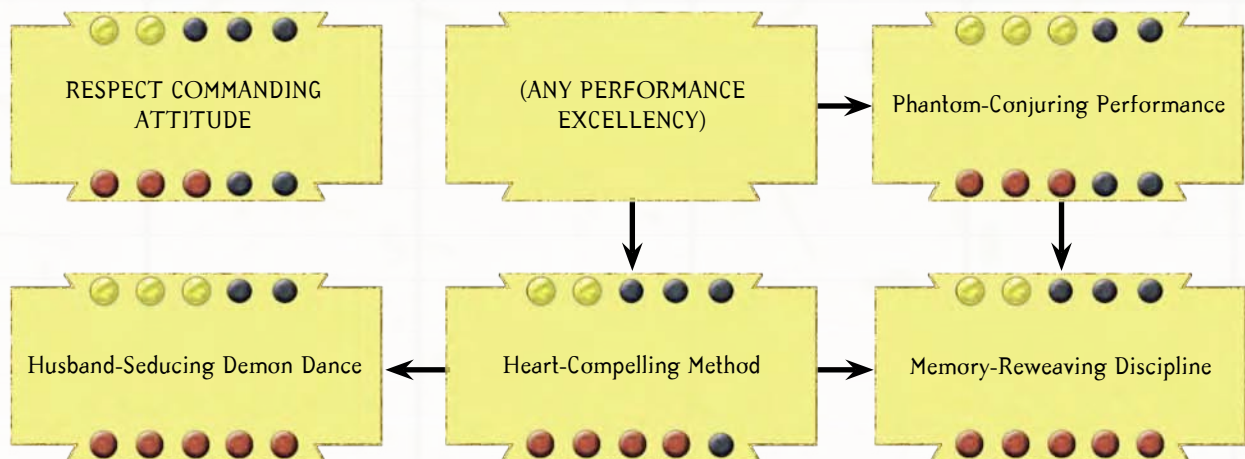 RESPECT COMMANDING
ATTITUDE
(ANY PERFORMANCE
EXCELLENCY)
Phantom-Conjuring Performance
Husband-Seducing Demon Dance
Heart-Compelling Method
Memory-Reweaving Discipline